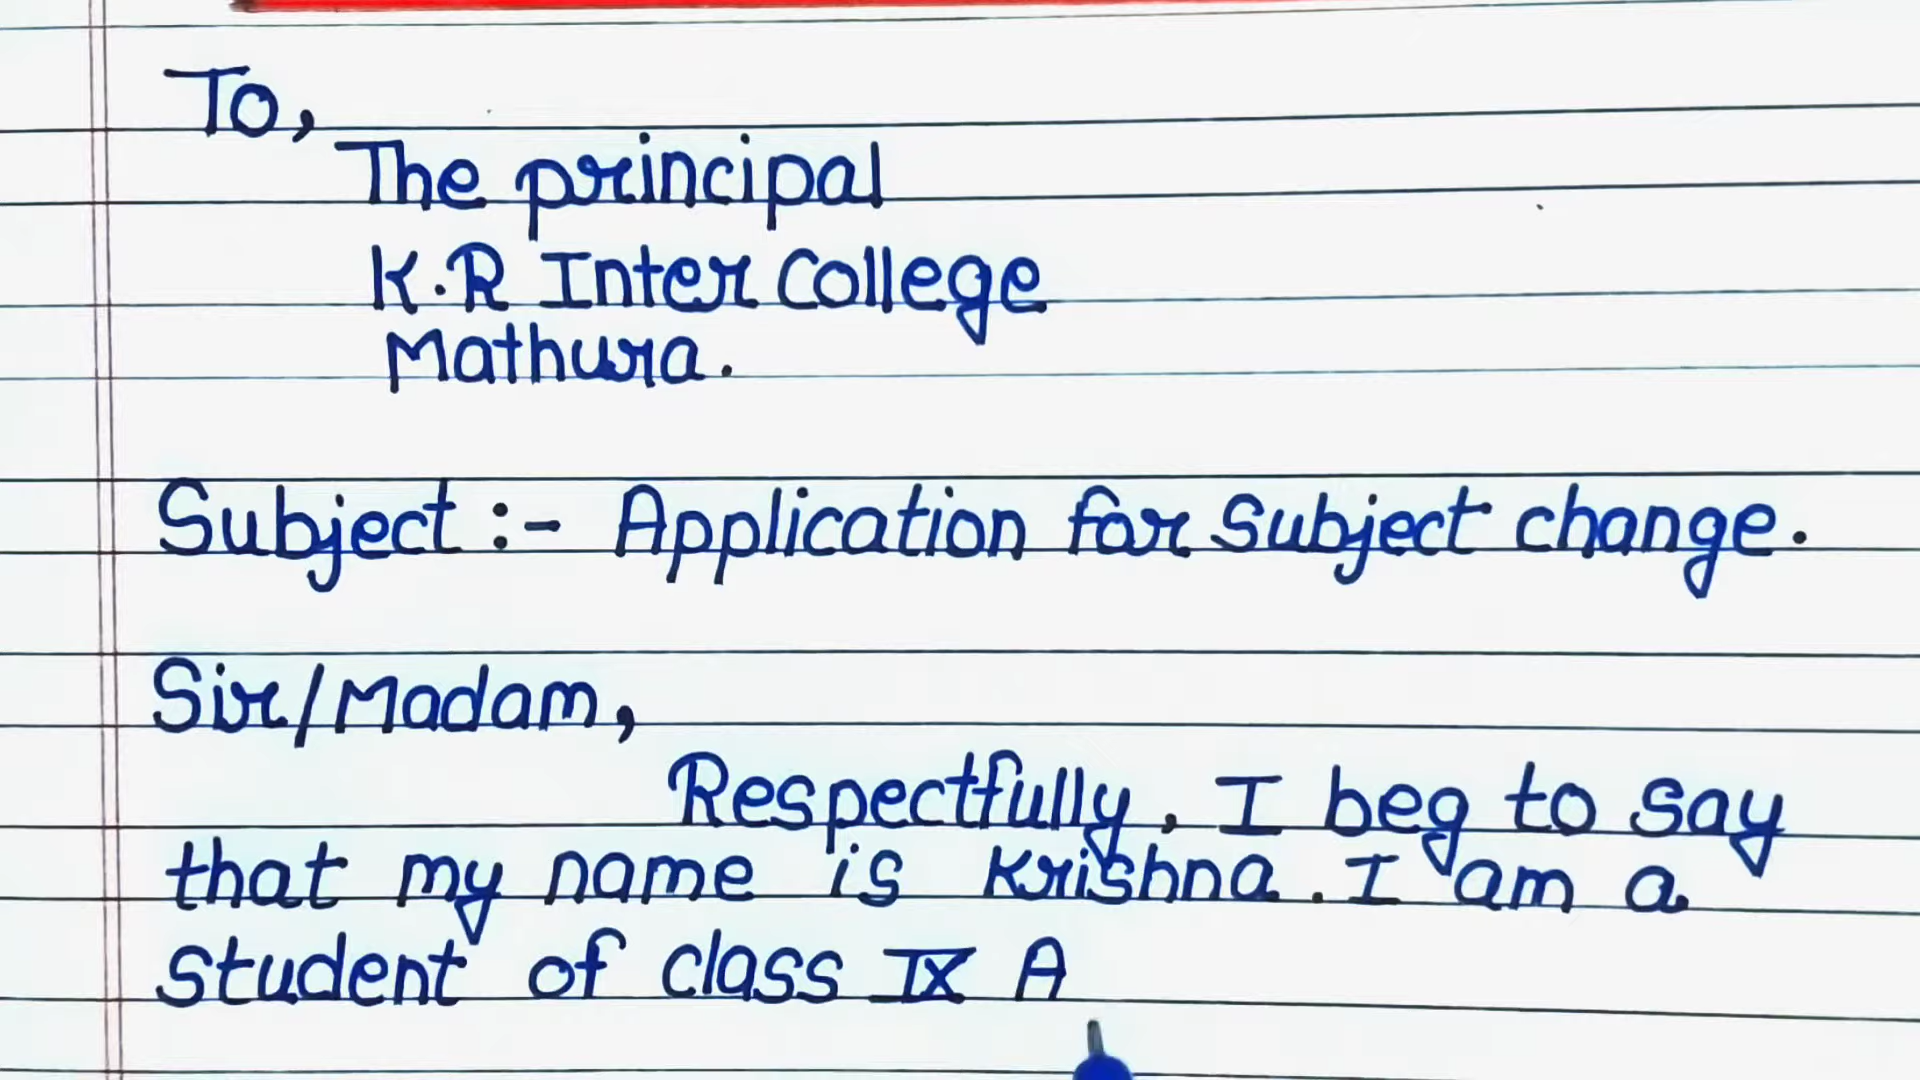 To,
The principal
K.R Inter College
Mathura.
Subject :- Application for Subject change.
Sir/Madam,
Respectfully, I beg to say
that my name is Krishna. I am a
student of class IX A